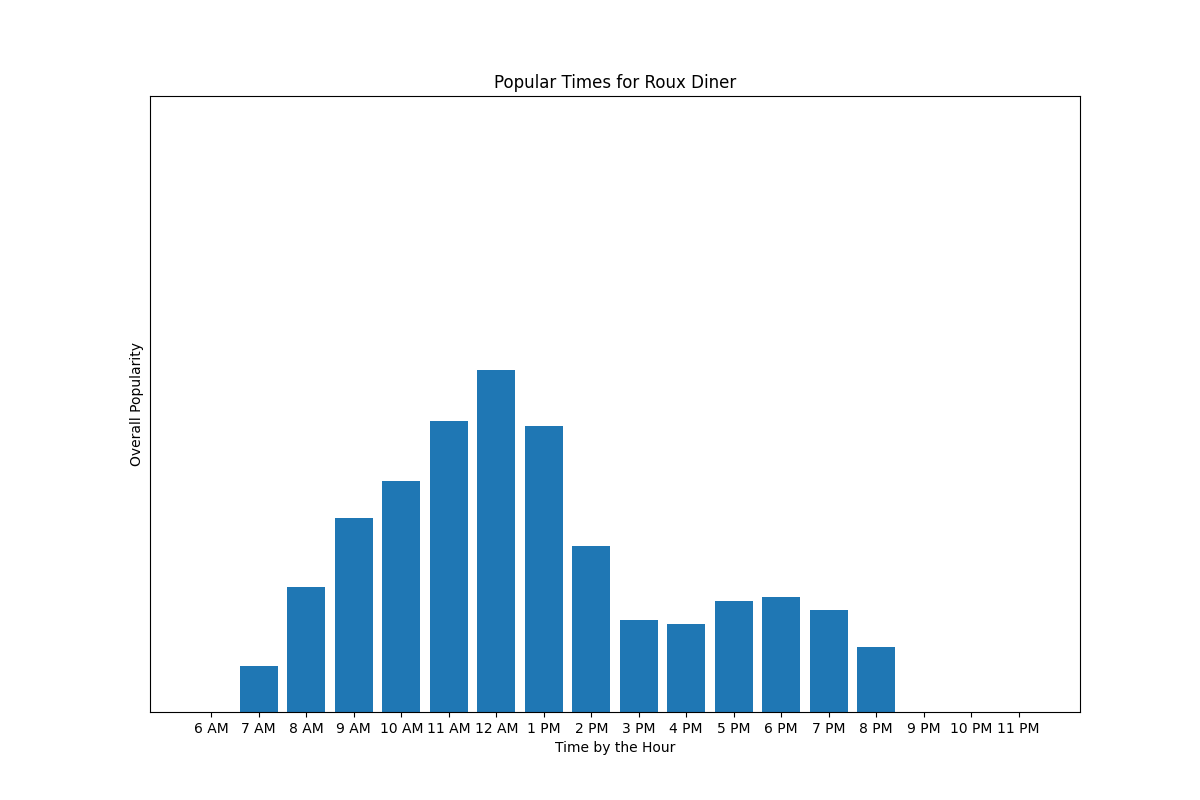 Popular Times for Roux Diner
Overall Popularity
6 AM 7 AM 8 AM 9 AM 10 AM 11 AM 12 AM 1 PM 2 PM 3 PM 4 PM 5 PM 6 PM 7 PM 8 PM 9 PM 10 PM 11 PM
Time by the Hour